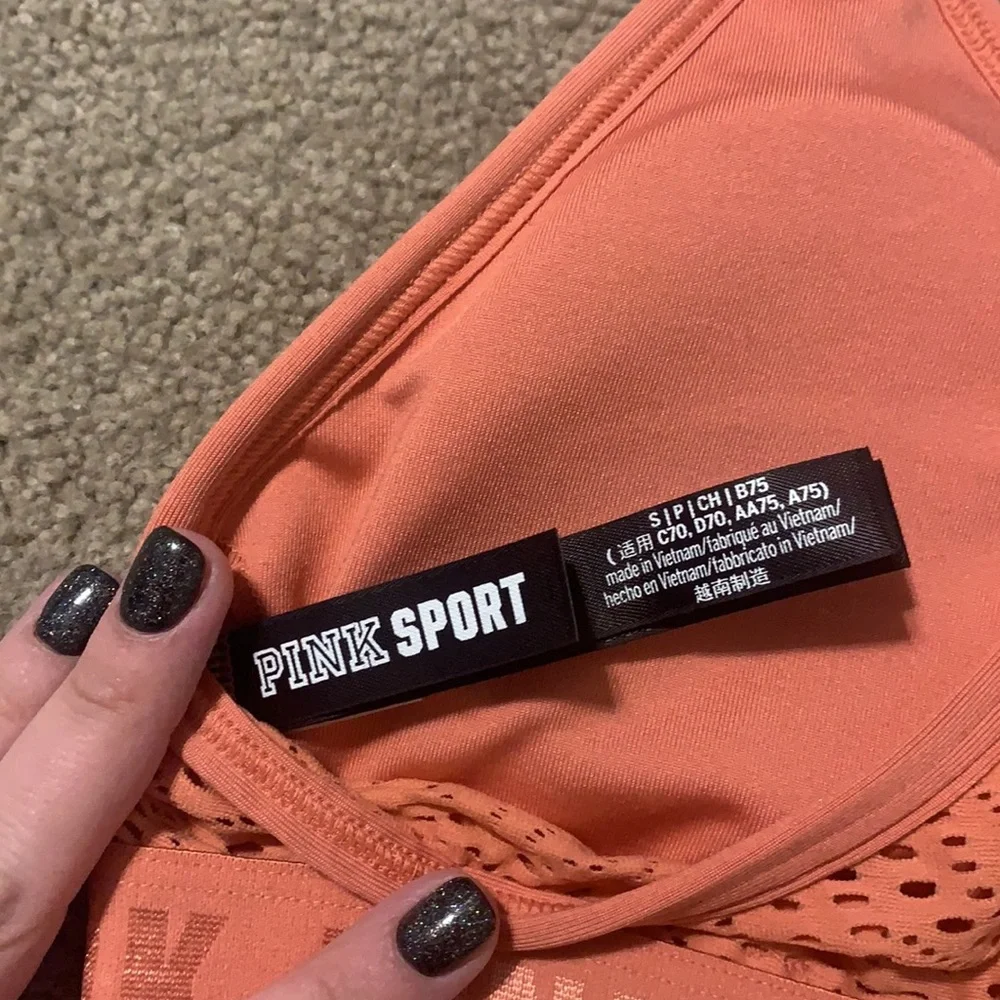 PINK SPORT
S | P | CH | B75
(适用 C70, D70, AA75, A75)
made in Vietnam/fabriqué au Vietnam/
hecho en Vietnam/fabbricato in Vietnam/
越南制造
K